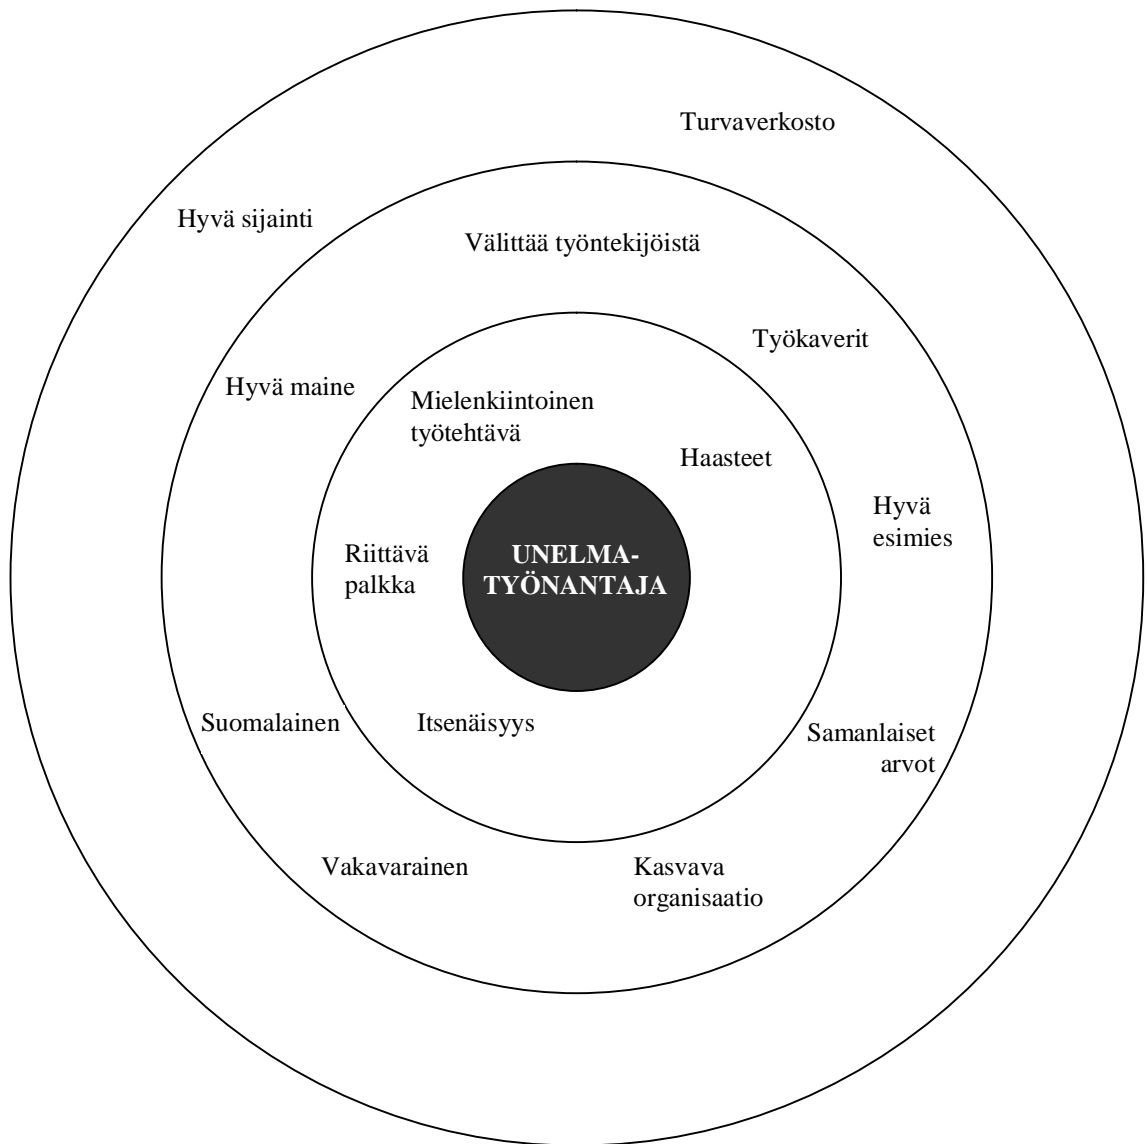 Turvaverkosto
Hyvä sijainti
Välittää työntekijöistä
Työkaverit
Hyvä maine
Mielenkiintoinen
työtehtävä
Haasteet
Hyvä
esimies
Riittävä
palkka
UNELMA-
TYÖNANTAJA
Suomalainen
Itsenäisyys
Samanlaiset
arvot
Vakavarainen
Kasvava
organisaatio